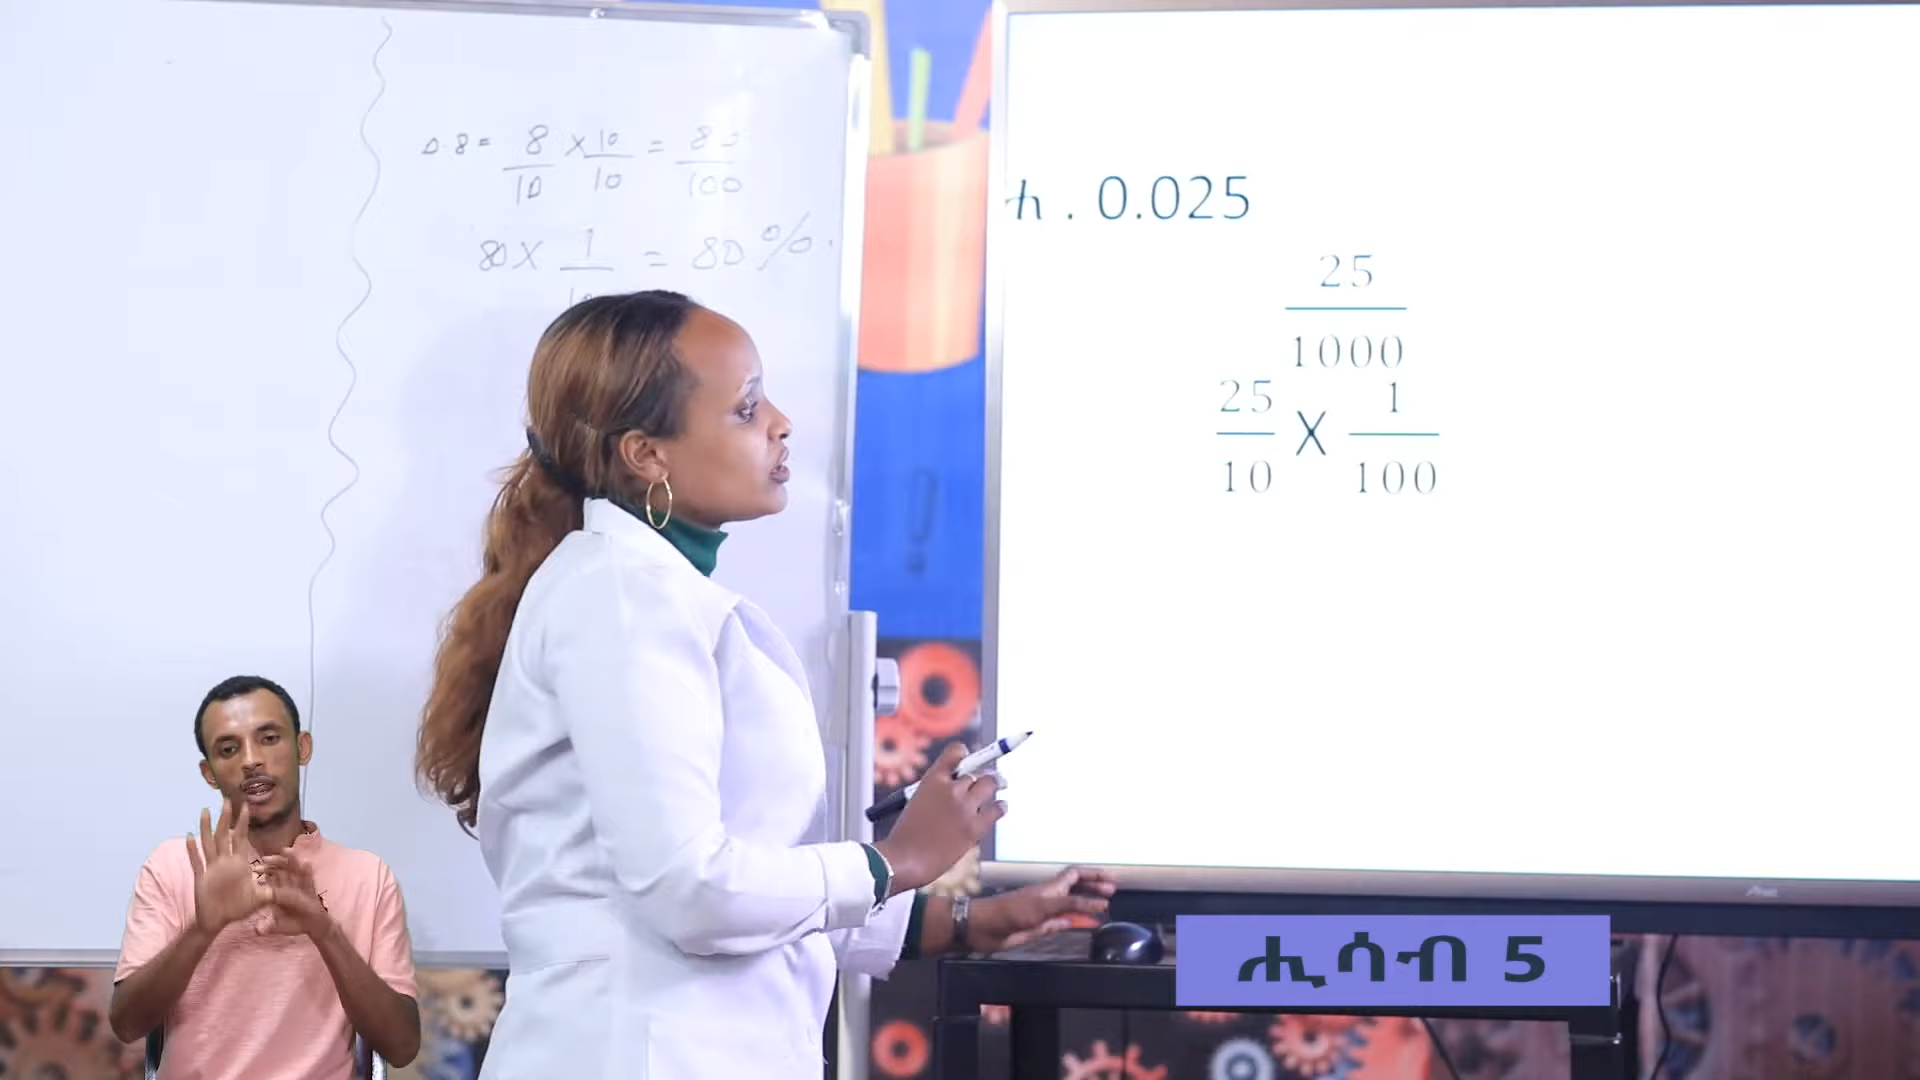 0.8 = 8/10 X 10/10 = 80/100
80 X 1/10 = 80 %.
ሐ . 0.025
25/1000
25/10 X 1/100
ሒሳብ 5